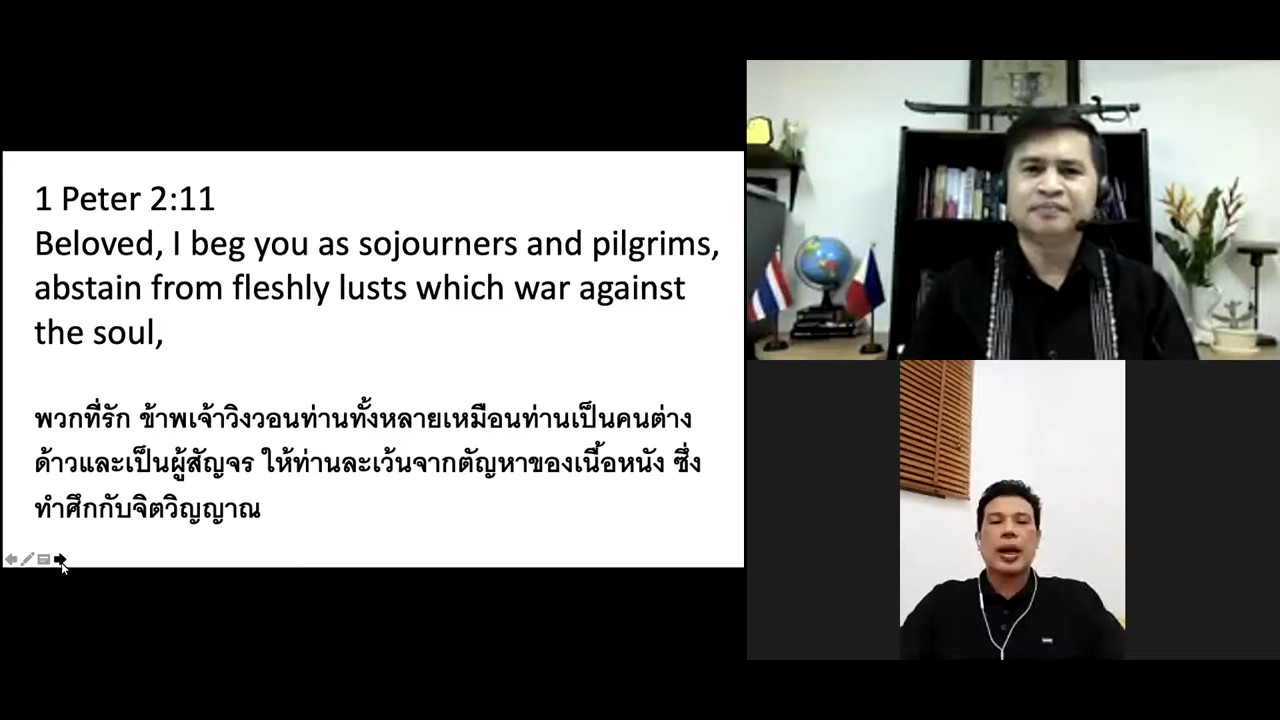 1 Peter 2:11
Beloved, I beg you as sojourners and pilgrims,
abstain from fleshly lusts which war against
the soul,
พวกที่รัก ข้าพเจ้าวิงวอนท่านทั้งหลายเหมือนท่านเป็นคนต่าง
ด้าวและเป็นผู้สัญจร ให้ท่านละเว้นจากตัญหาของเนื้อหนัง ซึ่ง
ทำศึกกับจิตวิญญาณ